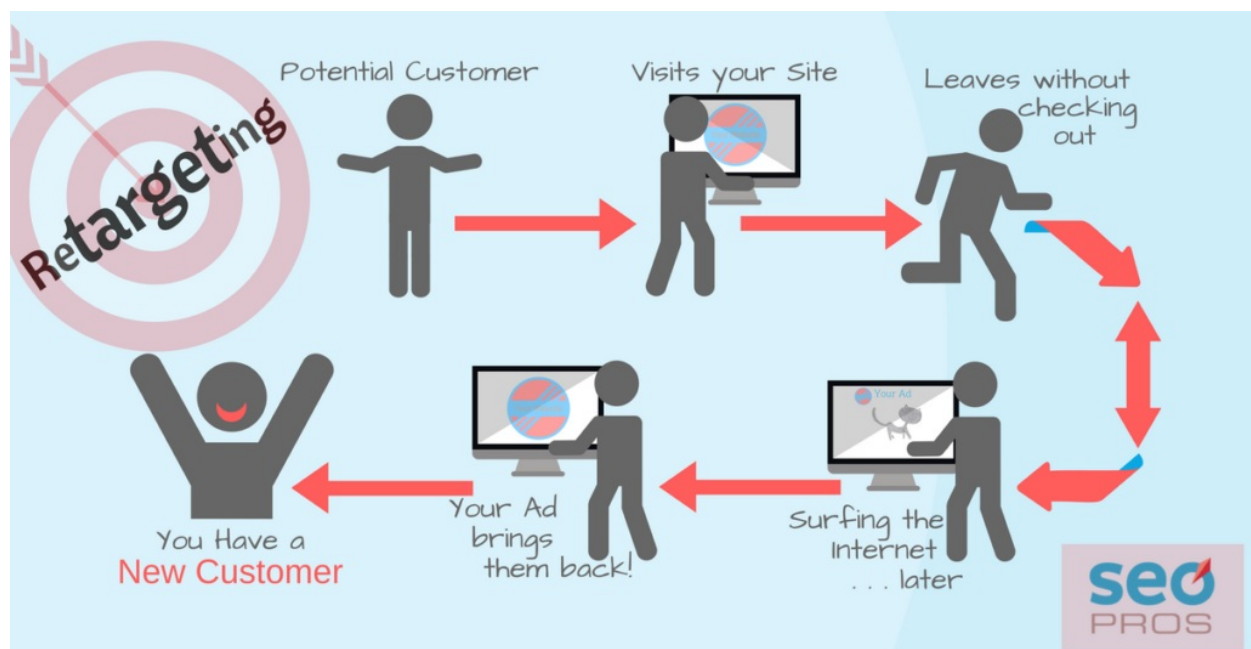 Retargeting
Potential Customer
Visits your Site
Leaves without
checking
out
Your Ad
Surfing the
Internet
. . . later
Your Ad
brings
them back!
You Have a
New Customer
seo
PROS